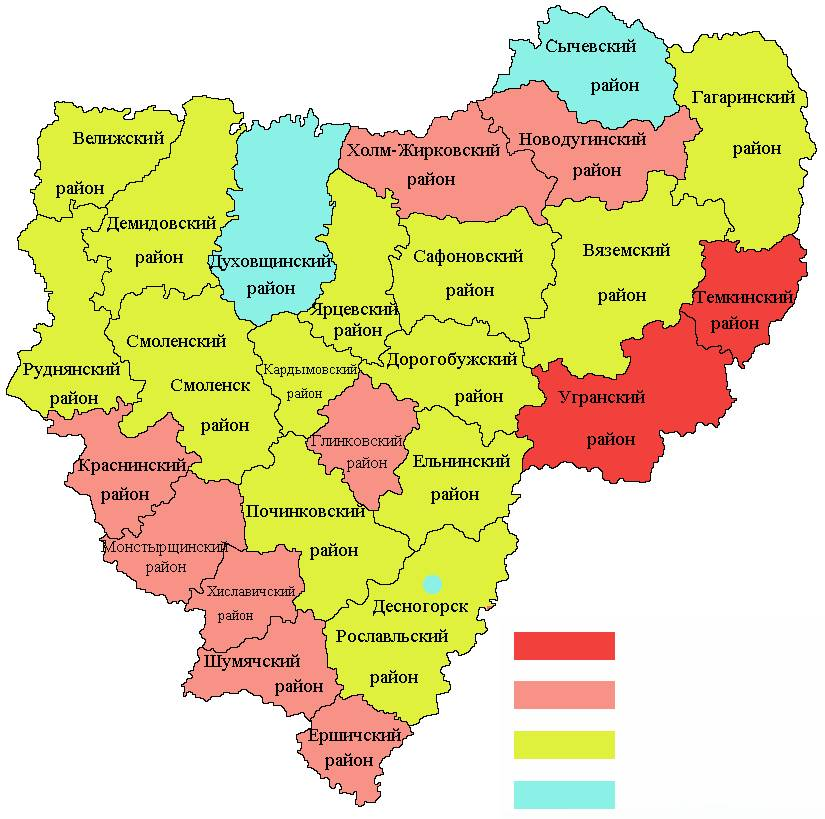 Сычевский
район
Гагаринский
район
Велижский
район
Холм-Жирковский
район
Новодугинский
район
Демидовский
район
Духовщинский
район
Сафоновский
район
Вяземский
район
Темкинский
район
Ярцевский
район
Смоленский
Смоленск
район
Руднянский
район
Кардымовский
район
Дорогобужский
район
Угранский
район
Глинковский
район
Ельнинский
район
Краснинский
район
Починковский
район
Монстырщинский
район
Хиславичский
район
Десногорск
Рославльский
район
Шумячский
район
Ершичский
район